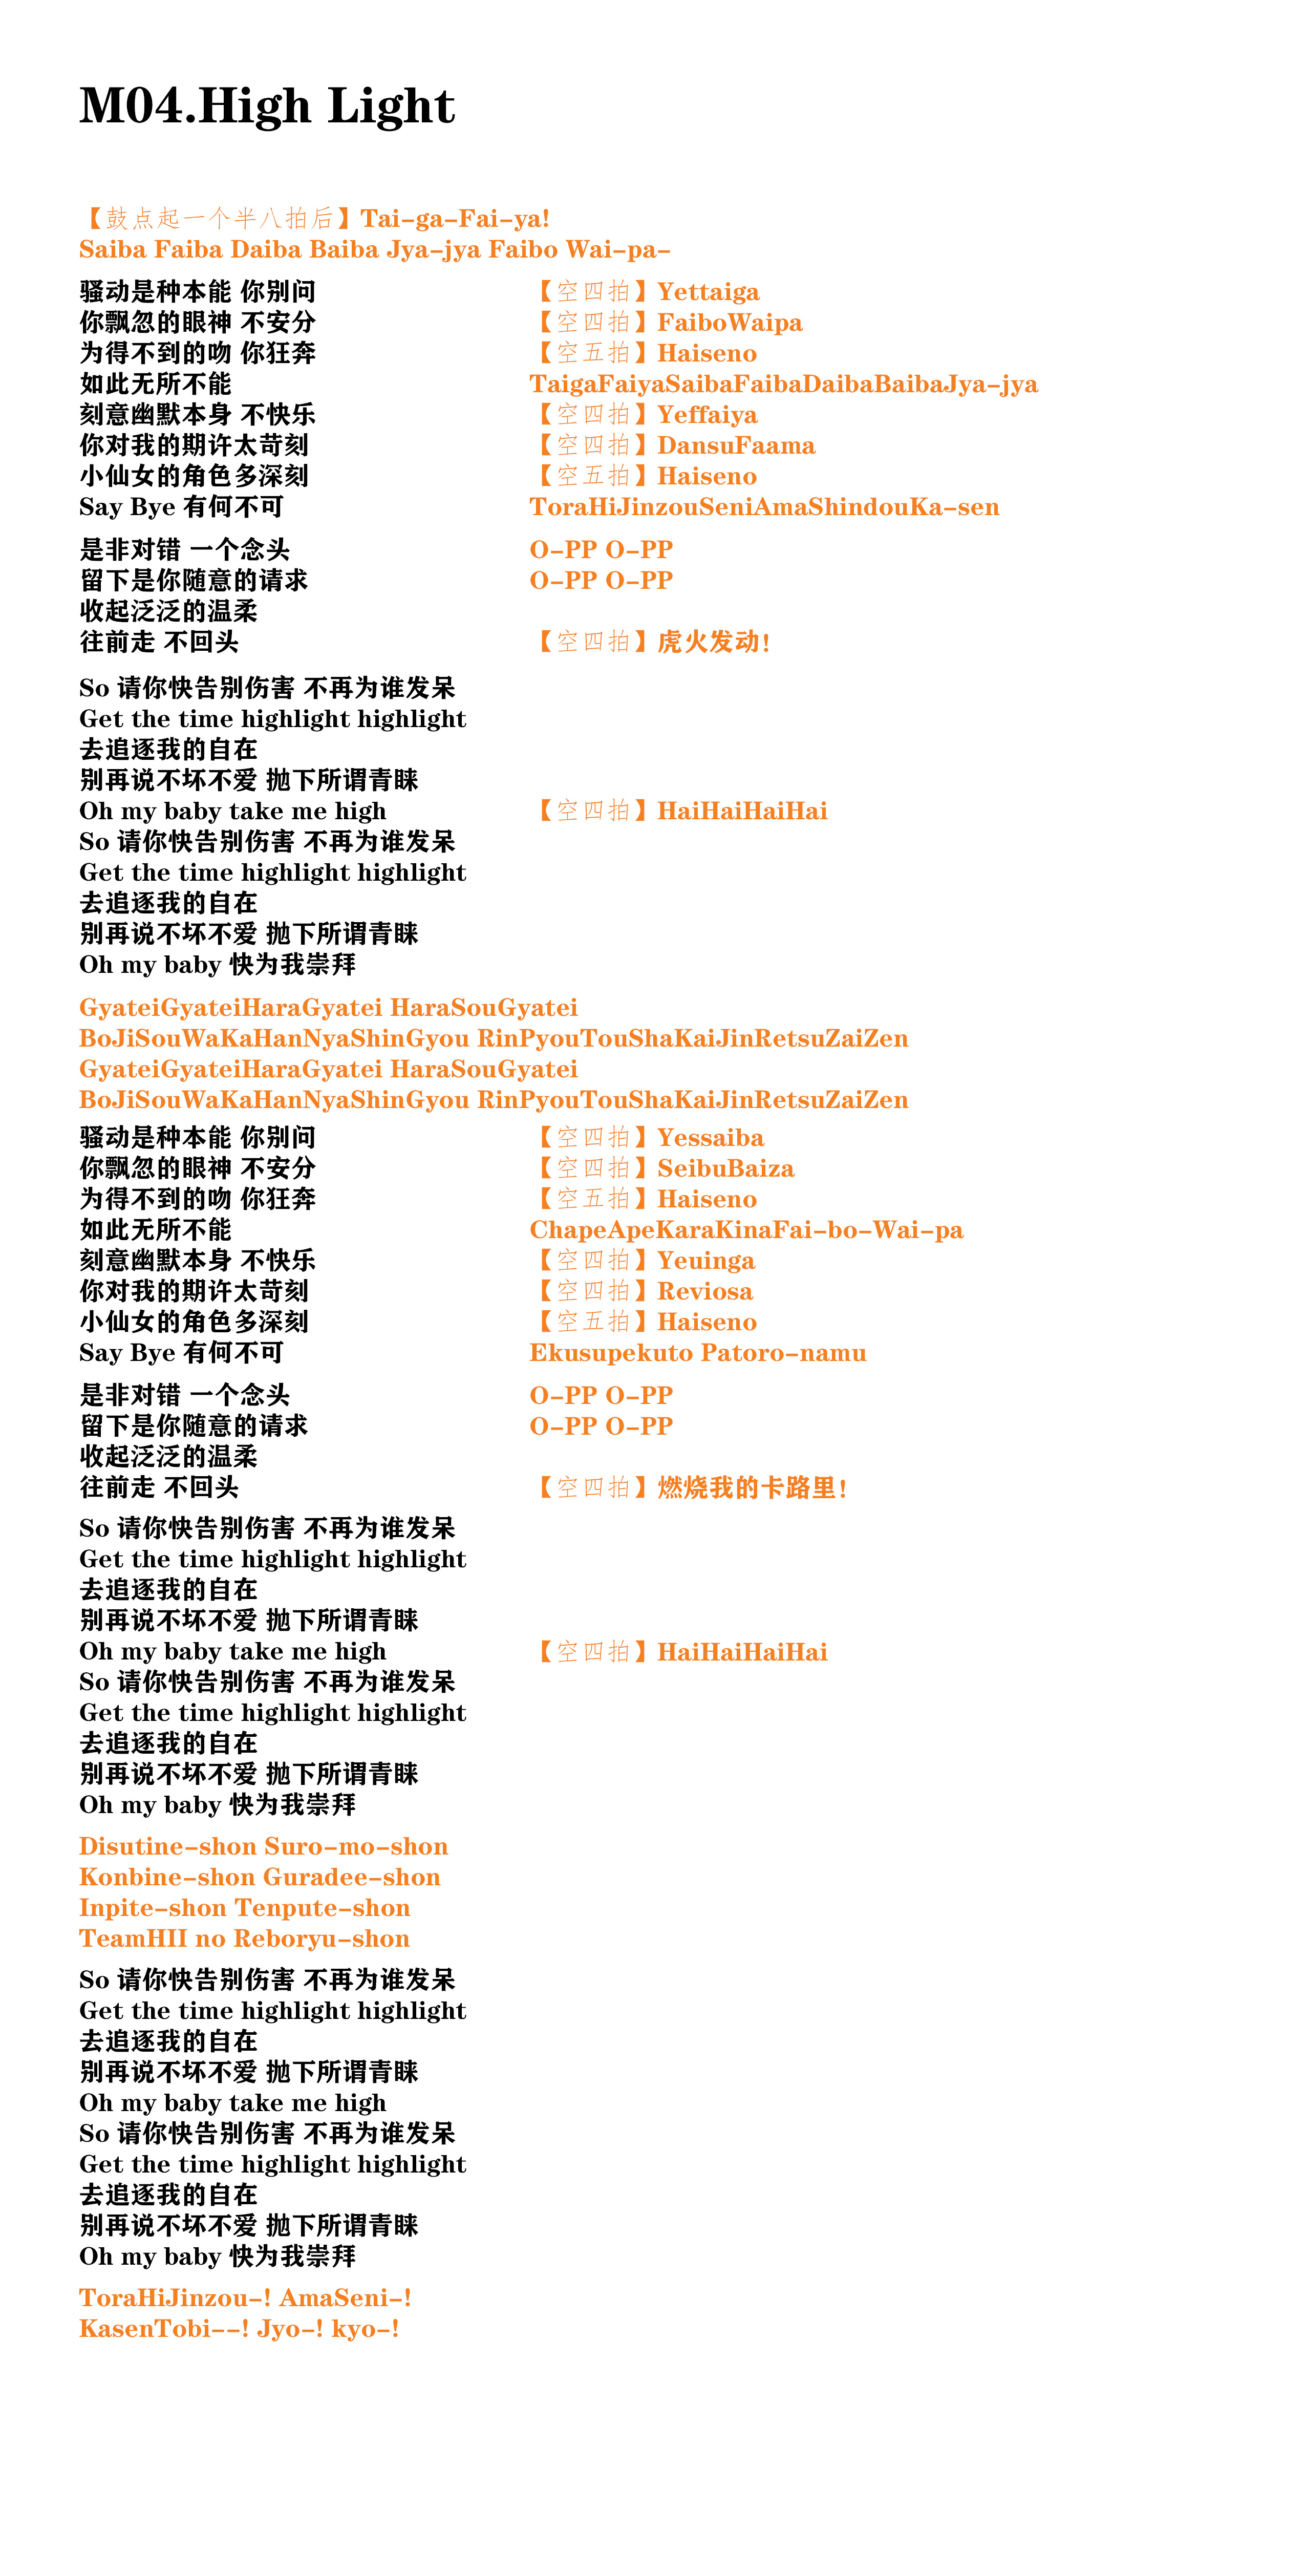 M04.High Light
【鼓点起一个半八拍后】Tai-ga-Fai-ya!
Saiba Faiba Daiba Baiba Jya-jya Faibo Wai-pa-
骚动是种本能 你别问 【空四拍】Yettaiga
你飘忽的眼神 不安分 【空四拍】FaiboWaipa
为得不到的吻 你狂奔 【空五拍】Haiseno
如此无所不能 TaigaFaiyaSaibaFaibaDaibaBaibaJya-jya
刻意幽默本身 不快乐 【空四拍】Yeffaiya
你对我的期许太苛刻 【空四拍】DansuFaama
小仙女的角色多深刻 【空五拍】Haiseno
Say Bye 有何不可 ToraHiJinzouSeniAmaShindouKa-sen
是非对错 一个念头 O-PP O-PP
留下是你随意的请求 O-PP O-PP
收起泛泛的温柔
往前走 不回头 【空四拍】虎火发动!
So 请你快告别伤害 不再为谁发呆
Get the time highlight highlight
去追逐我的自在
别再说不坏不爱 抛下所谓青睐
Oh my baby take me high 【空四拍】HaiHaiHaiHai
So 请你快告别伤害 不再为谁发呆
Get the time highlight highlight
去追逐我的自在
别再说不坏不爱 抛下所谓青睐
Oh my baby 快为我崇拜
GyateiGyateiHaraGyatei HaraSouGyatei
BoJiSouWaKaHanNyaShinGyou RinPyouTouShaKaiJinRetsuZaiZen
GyateiGyateiHaraGyatei HaraSouGyatei
BoJiSouWaKaHanNyaShinGyou RinPyouTouShaKaiJinRetsuZaiZen
骚动是种本能 你别问 【空四拍】Yessaiba
你飘忽的眼神 不安分 【空四拍】SeibuBaiza
为得不到的吻 你狂奔 【空五拍】Haiseno
如此无所不能 ChapeApeKaraKinaFai-bo-Wai-pa
刻意幽默本身 不快乐 【空四拍】Yeuinga
你对我的期许太苛刻 【空四拍】Reviosa
小仙女的角色多深刻 【空五拍】Haiseno
Say Bye 有何不可 Ekusupekuto Patoro-namu
是非对错 一个念头 O-PP O-PP
留下是你随意的请求 O-PP O-PP
收起泛泛的温柔
往前走 不回头 【空四拍】燃烧我的卡路里!
So 请你快告别伤害 不再为谁发呆
Get the time highlight highlight
去追逐我的自在
别再说不坏不爱 抛下所谓青睐
Oh my baby take me high 【空四拍】HaiHaiHaiHai
So 请你快告别伤害 不再为谁发呆
Get the time highlight highlight
去追逐我的自在
别再说不坏不爱 抛下所谓青睐
Oh my baby 快为我崇拜
Disutine-shon Suro-mo-shon
Konbine-shon Guradee-shon
Inpite-shon Tenpute-shon
TeamHII no Reboryu-shon
So 请你快告别伤害 不再为谁发呆
Get the time highlight highlight
去追逐我的自在
别再说不坏不爱 抛下所谓青睐
Oh my baby take me high
So 请你快告别伤害 不再为谁发呆
Get the time highlight highlight
去追逐我的自在
别再说不坏不爱 抛下所谓青睐
Oh my baby 快为我崇拜
ToraHiJinzou-! AmaSeni-!
KasenTobi--! Jyo-! kyo-!